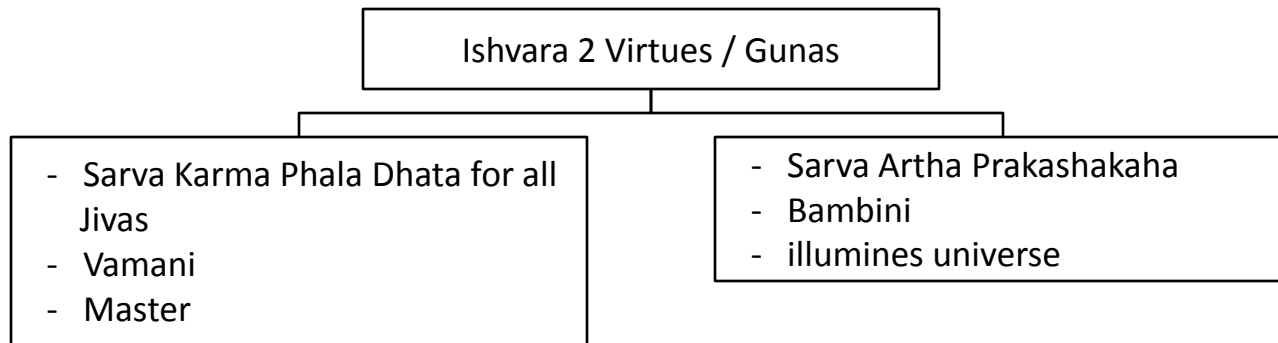 Ishvara 2 Virtues / Gunas
- Sarva Karma Phala Dhata for all
Jivas
- Vamani
- Master
- Sarva Artha Prakashakaha
- Bambini
- illumines universe